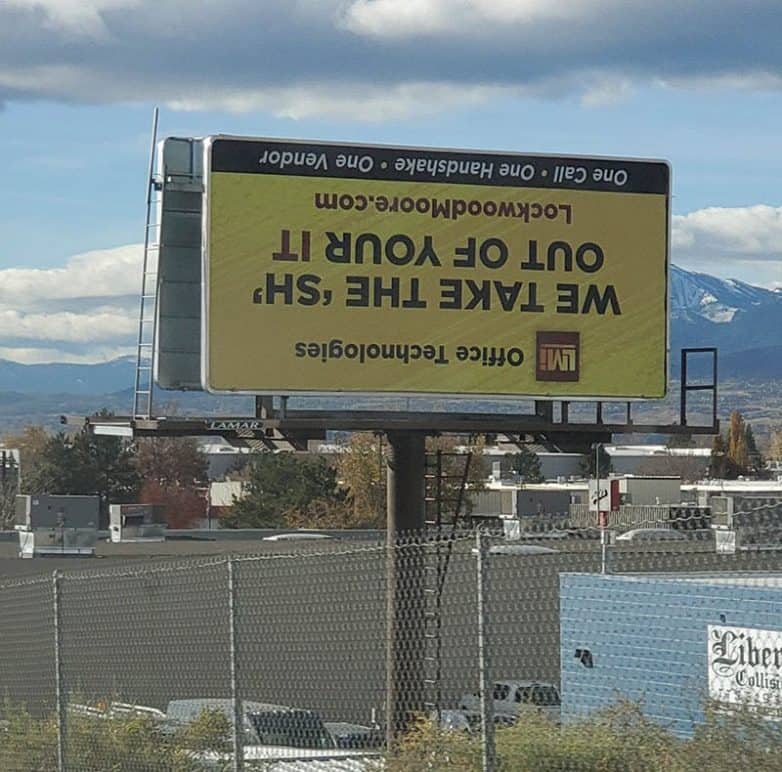 LMI Office Technologies
WE TAKE THE 'SH'
OUT OF YOUR IT
LockwoodMoore.com
One Call • One Handshake • One Vendor
LAMAR